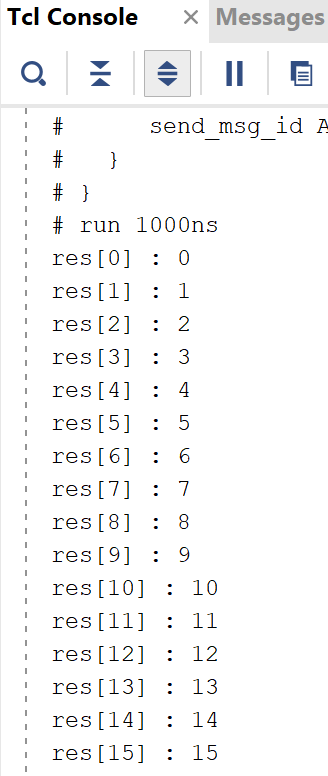 Tcl Console × Messages
# send_msg_id A
# }
# }
# run 1000ns
res[0] : 0
res[1] : 1
res[2] : 2
res[3] : 3
res[4] : 4
res[5] : 5
res[6] : 6
res[7] : 7
res[8] : 8
res[9] : 9
res[10] : 10
res[11] : 11
res[12] : 12
res[13] : 13
res[14] : 14
res[15] : 15